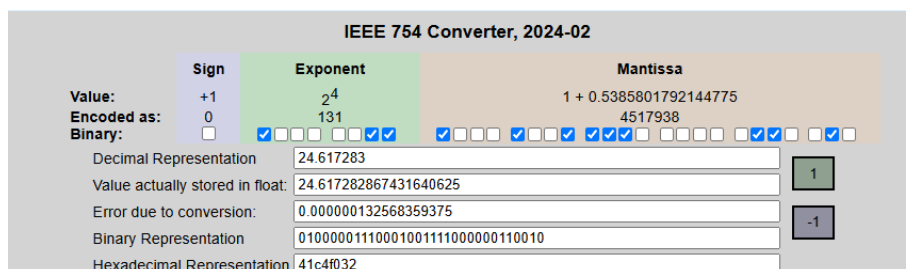 IEEE 754 Converter, 2024-02
Sign Exponent Mantissa
Value: +1 2^4 1 + 0.5385801792144775
Encoded as: 0 131 4517938
Binary:
Decimal Representation 24.617283
Value actually stored in float: 24.617282867431640625
1
Error due to conversion: 0.000000132568359375
-1
Binary Representation 01000001110001001111000000110010
Hexadecimal Representation 41c4f032